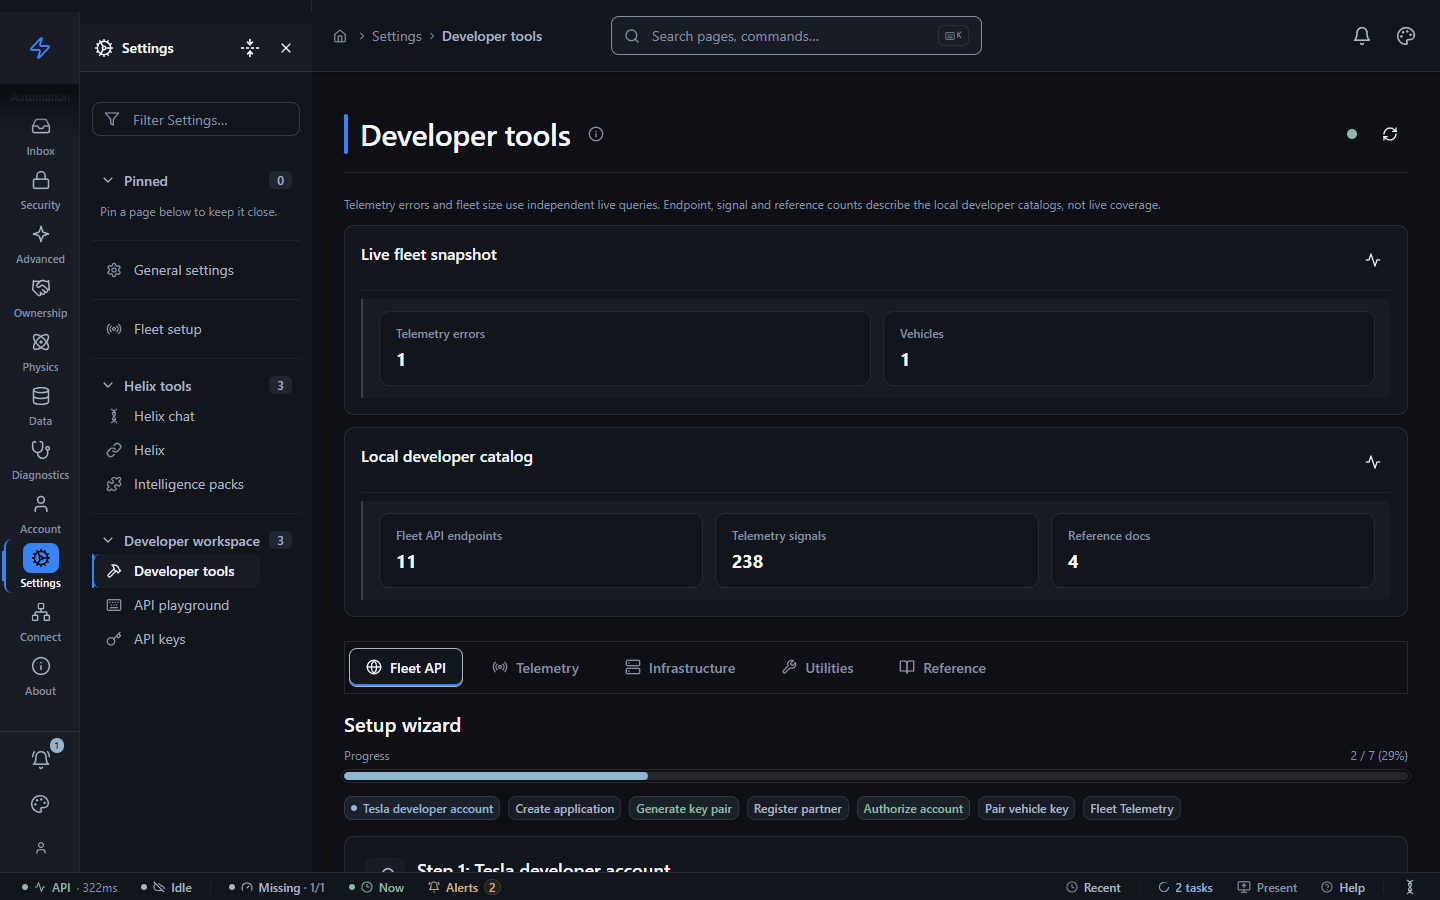 Automation
Inbox
Security
Advanced
Ownership
Physics
Data
Diagnostics
Account
Settings
Connect
About
1
Settings
Filter Settings...
Pinned 0
Pin a page below to keep it close.
General settings
Fleet setup
Helix tools 3
Helix chat
Helix
Intelligence packs
Developer workspace 3
Developer tools
API playground
API keys
Settings Developer tools
Search pages, commands... K
Developer tools
Telemetry errors and fleet size use independent live queries. Endpoint, signal and reference counts describe the local developer catalogs, not live coverage.
Live fleet snapshot
Telemetry errors
1
Vehicles
1
Local developer catalog
Fleet API endpoints
11
Telemetry signals
238
Reference docs
4
Fleet API Telemetry Infrastructure Utilities Reference
Setup wizard
Progress 2 / 7 (29%)
Tesla developer account Create application Generate key pair Register partner Authorize account Pair vehicle key Fleet Telemetry
Step 1: Tesla developer account
API · 322ms Idle Missing · 1/1 Now Alerts 2 Recent 2 tasks Present Help